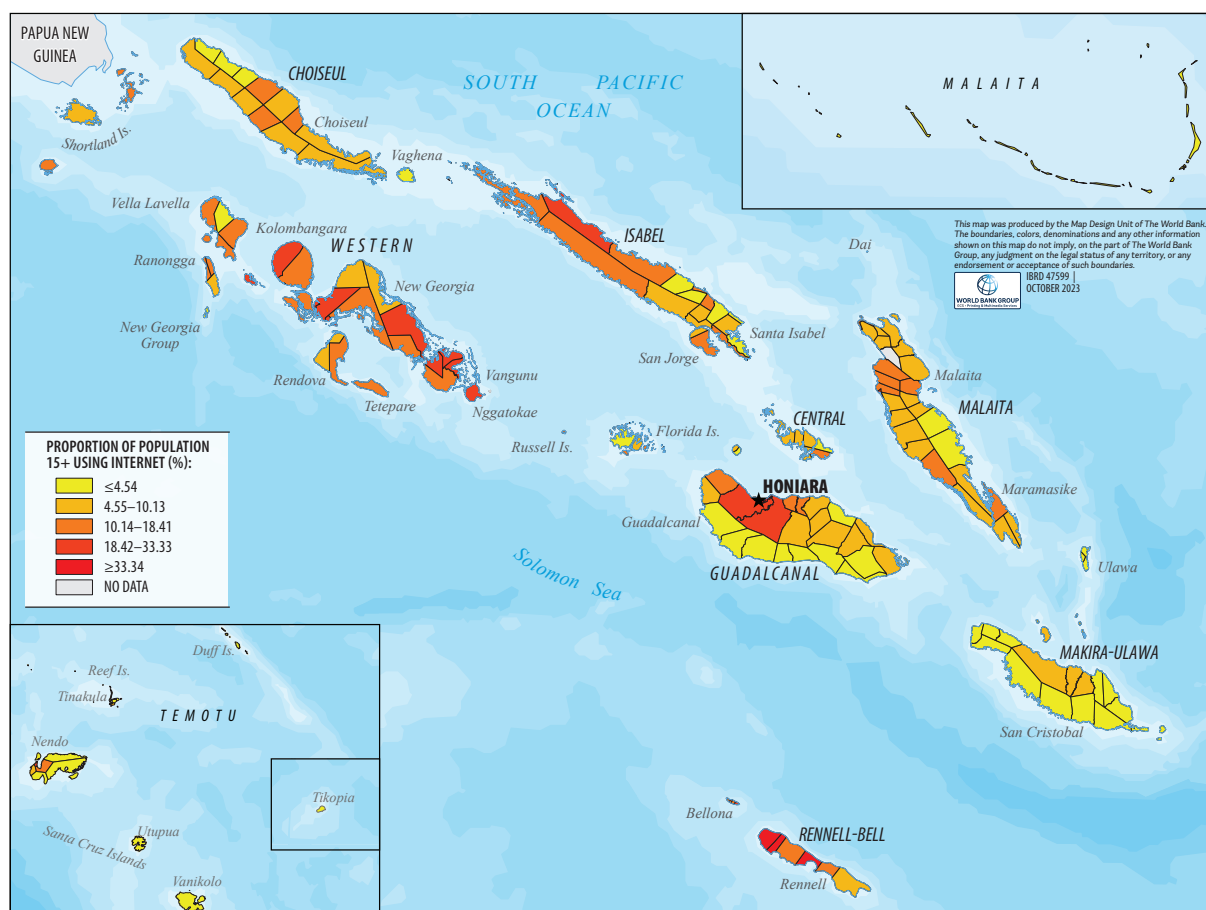 PAPUA NEW
GUINEA
CHOISEUL
SOUTH PACIFIC
OCEAN
MALAITA
Choiseul
Shortland Is.
Vaghena
Vella Lavella
Kolombangara
WESTERN
ISABEL
Dai
This map was produced by the Map Design Unit of The World Bank.
The boundaries, colors, denominations and any other information
shown on this map do not imply, on the part of The World Bank
Group, any judgment on the legal status of any territory, or any
endorsement or acceptance of such boundaries.
IBRD 47599 |
OCTOBER 2023
WORLD BANK GROUP
Ranongga
New Georgia
New Georgia
Group
Santa Isabel
San Jorge
Rendova
Vangunu
Tetepare
Nggatokae
Malaita
MALAITA
CENTRAL
Florida Is.
Russell Is.
PROPORTION OF POPULATION
15+ USING INTERNET (%):
≤4.54
4.55–10.13
10.14–18.41
18.42–33.33
≥33.34
NO DATA
HONIARA
Maramasike
Guadalcanal
GUADALCANAL
Solomon Sea
Ulawa
MAKIRA-ULAWA
San Cristobal
Duff Is.
Reef Is.
Tinakula
TEMOTU
Nendo
Tikopia
Utupua
Santa Cruz Islands
Vanikolo
Bellona
RENNELL-BELL
Rennell